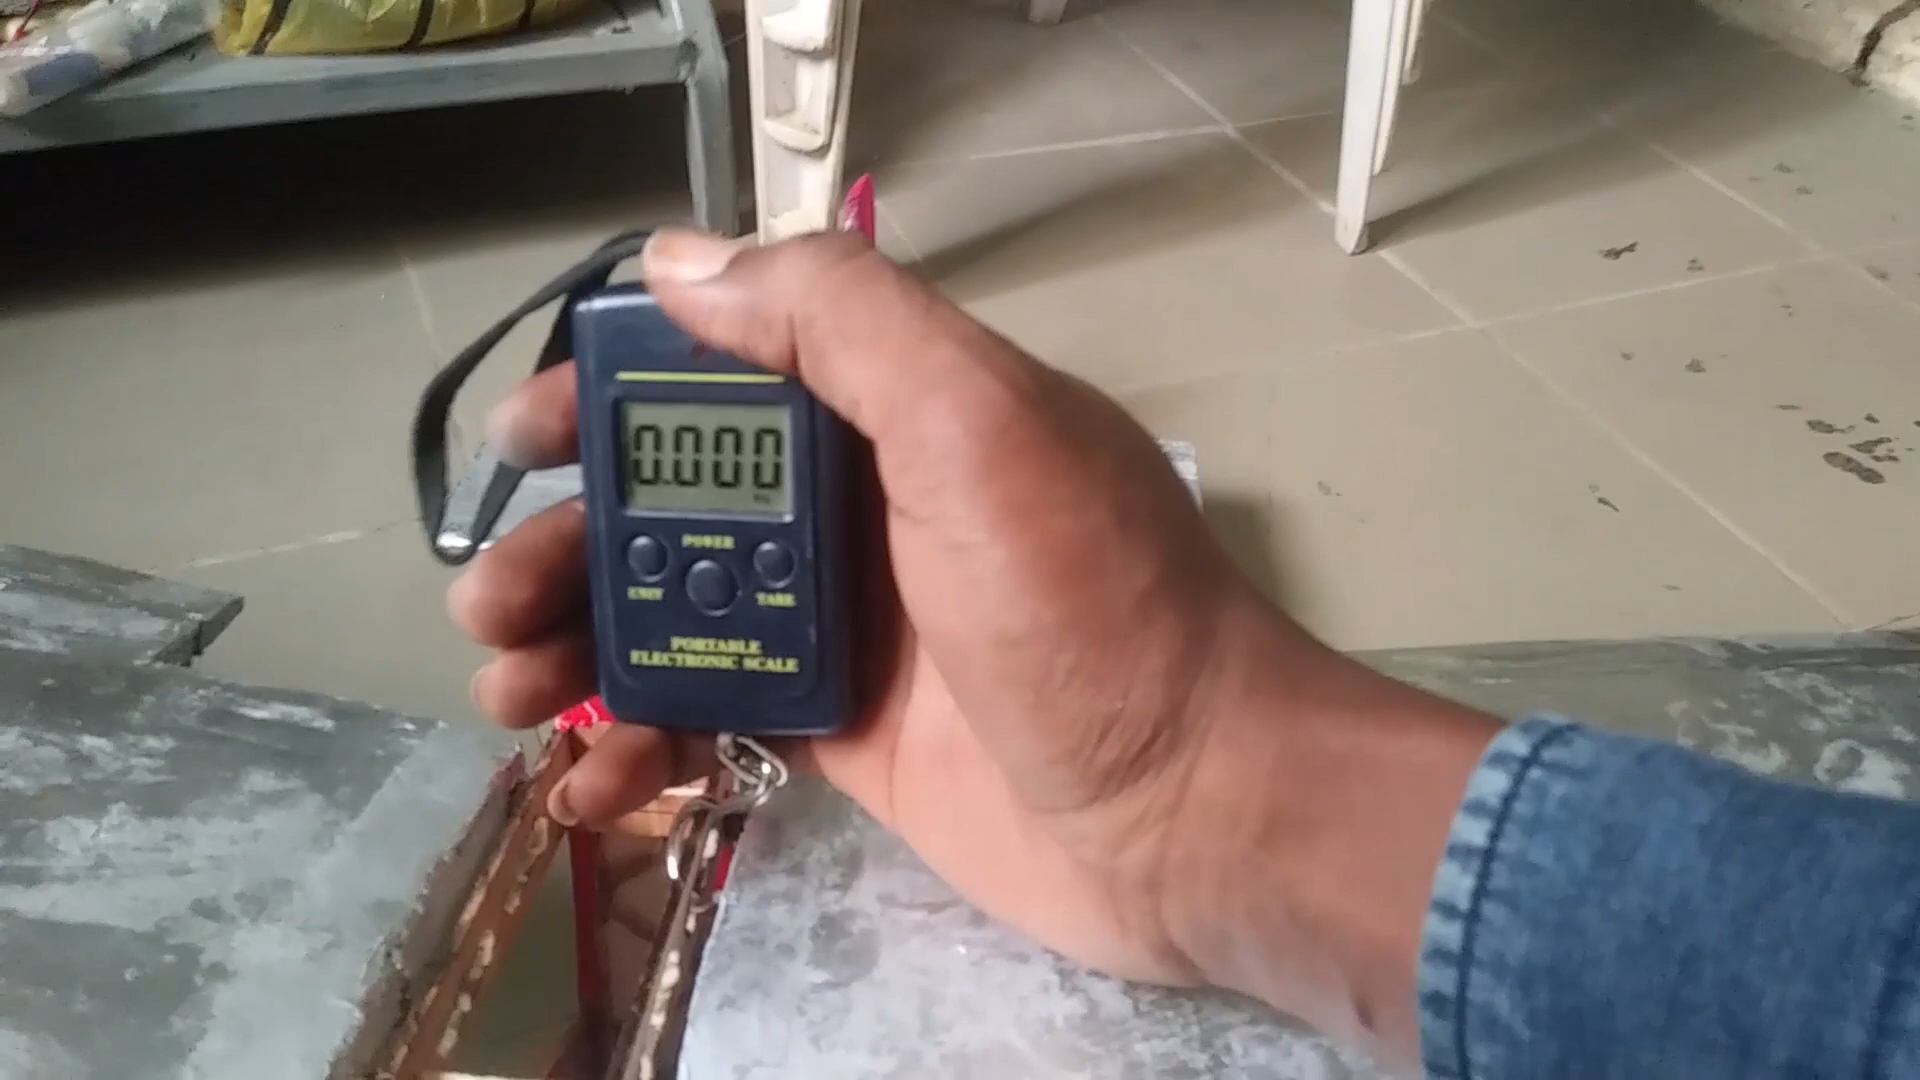 0.000
KG
POWER
UNIT
TARE
PORTABLE
ELECTRONIC SCALE